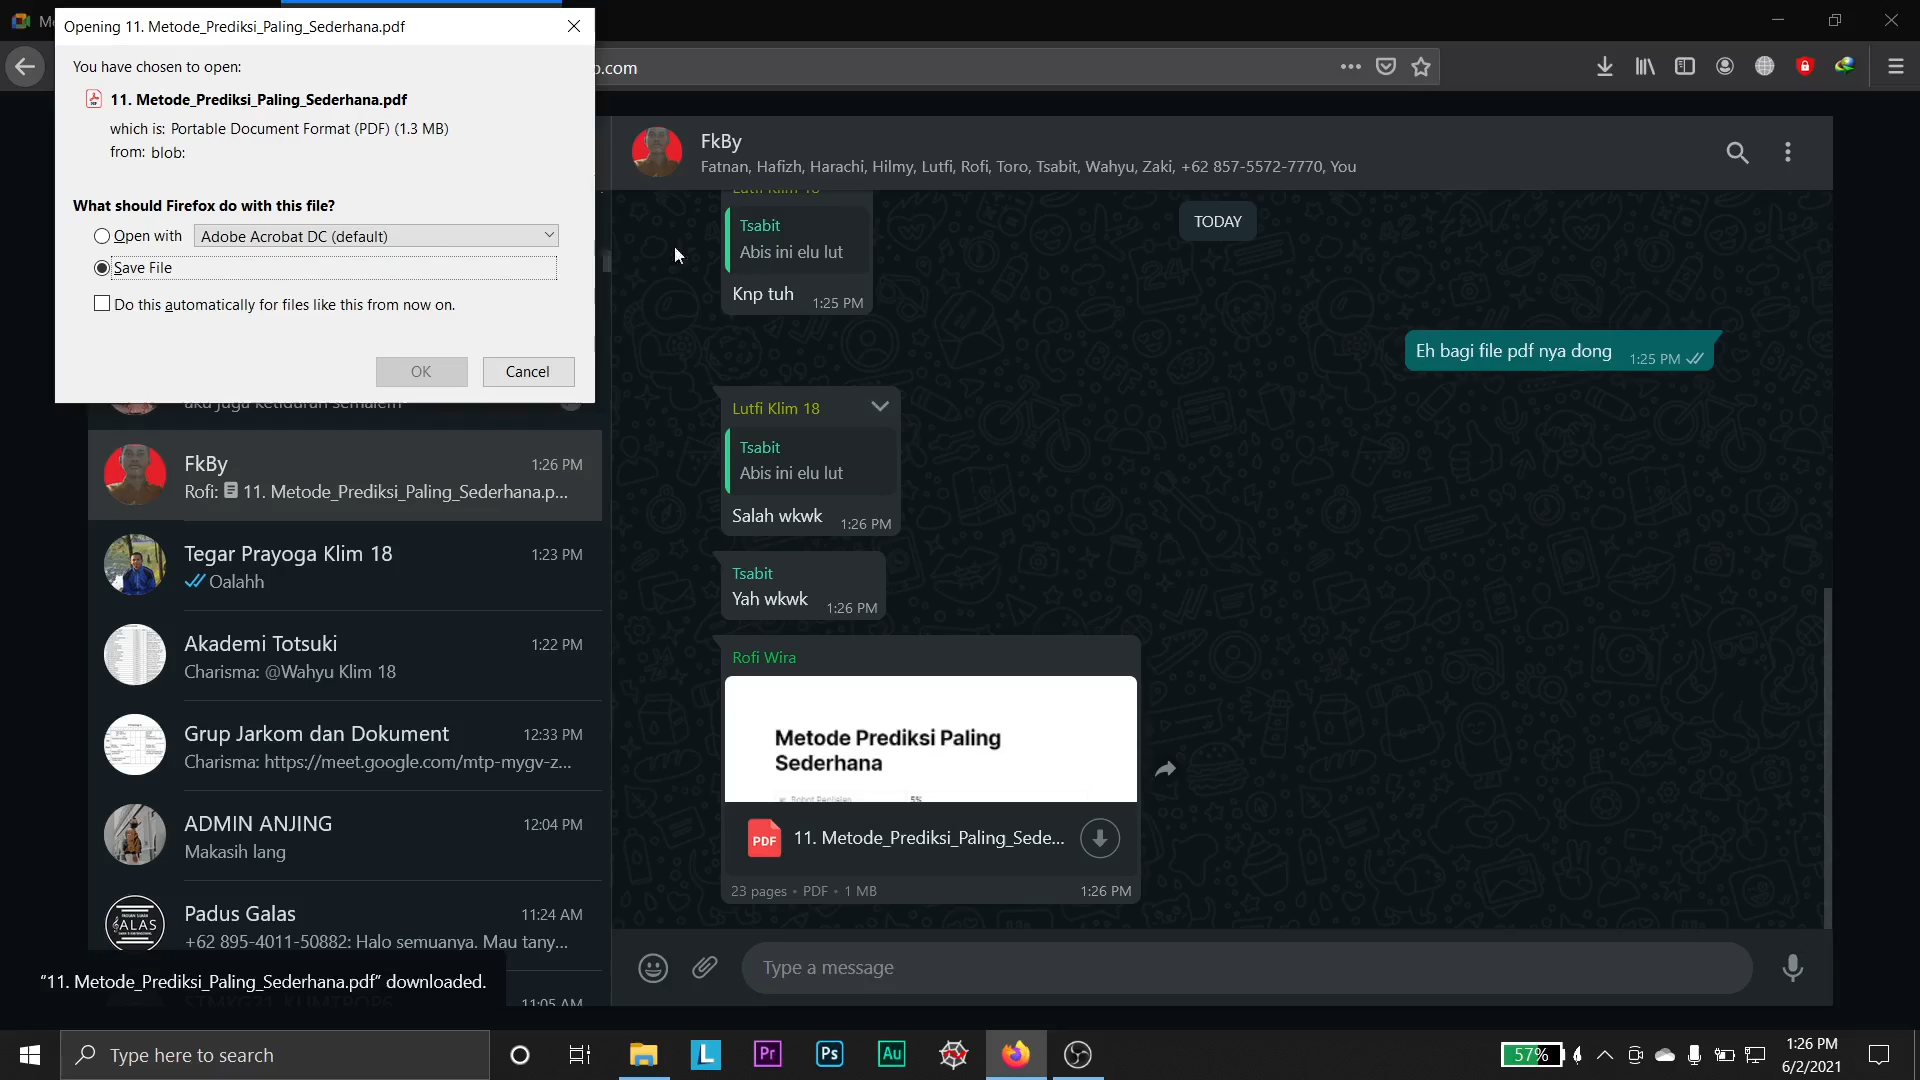 Opening 11. Metode_Prediksi_Paling_Sederhana.pdf
You have chosen to open:
11. Metode_Prediksi_Paling_Sederhana.pdf
which is: Portable Document Format (PDF) (1.3 MB)
from: blob:
What should Firefox do with this file?
Open with
Adobe Acrobat DC (default)
Save File
Do this automatically for files like this from now on.
OK
Cancel
.com
FkBy
1:26 PM
Rofi: 11. Metode_Prediksi_Paling_Sederhana.p...
Tegar Prayoga Klim 18
1:23 PM
Oalahh
Akademi Totsuki
1:22 PM
Charisma: @Wahyu Klim 18
Grup Jarkom dan Dokument
12:33 PM
Charisma: https://meet.google.com/mtp-mygv-z...
ADMIN ANJING
12:04 PM
Makasih lang
Padus Galas
11:24 AM
+62 895-4011-50882: Halo semuanya. Mau tany...
11:05 AM
"11. Metode_Prediksi_Paling_Sederhana.pdf" downloaded.
FkBy
Fatnan, Hafizh, Harachi, Hilmy, Lutfi, Rofi, Toro, Tsabit, Wahyu, Zaki, +62 857-5572-7770, You
TODAY
Lutfi Klim 18
Tsabit
Abis ini elu lut
Knp tuh
1:25 PM
Eh bagi file pdf nya dong
1:25 PM
Lutfi Klim 18
Tsabit
Abis ini elu lut
Salah wkwk
1:26 PM
Tsabit
Yah wkwk
1:26 PM
Rofi Wira
Metode Prediksi Paling
Sederhana
5%
PDF
11. Metode_Prediksi_Paling_Sede...
23 pages • PDF • 1 MB
1:26 PM
Type a message
Type here to search
L
Pr
Ps
Au
57%
1:26 PM
6/2/2021